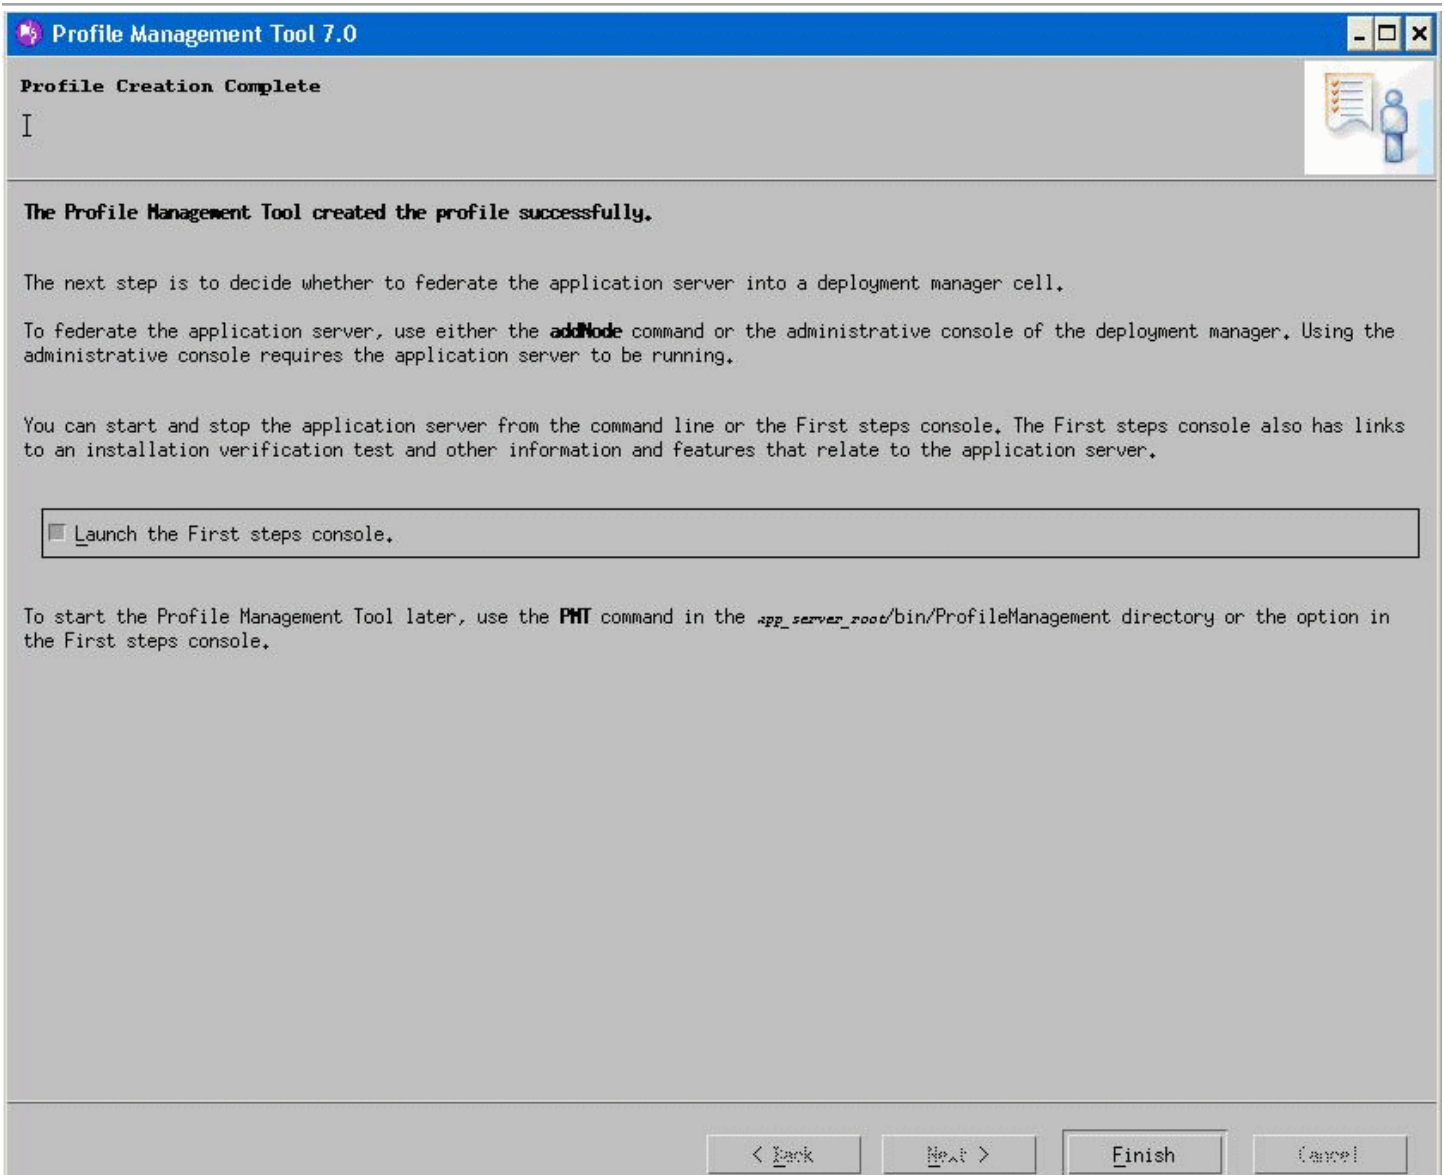 Profile Management Tool 7.0
Profile Creation Complete
The Profile Management Tool created the profile successfully.
The next step is to decide whether to federate the application server into a deployment manager cell.
To federate the application server, use either the addNode command or the administrative console of the deployment manager. Using the
administrative console requires the application server to be running.
You can start and stop the application server from the command line or the First steps console. The First steps console also has links
to an installation verification test and other information and features that relate to the application server.
Launch the First steps console.
To start the Profile Management Tool later, use the PMT command in the app_server_root/bin/ProfileManagement directory or the option in
the First steps console.
< Back Next > Finish Cancel